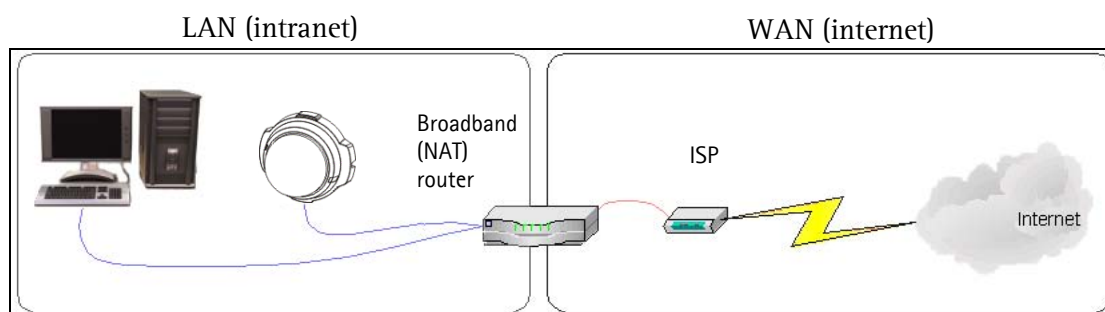 LAN (intranet)
WAN (internet)
Broadband
(NAT)
router
ISP
Internet